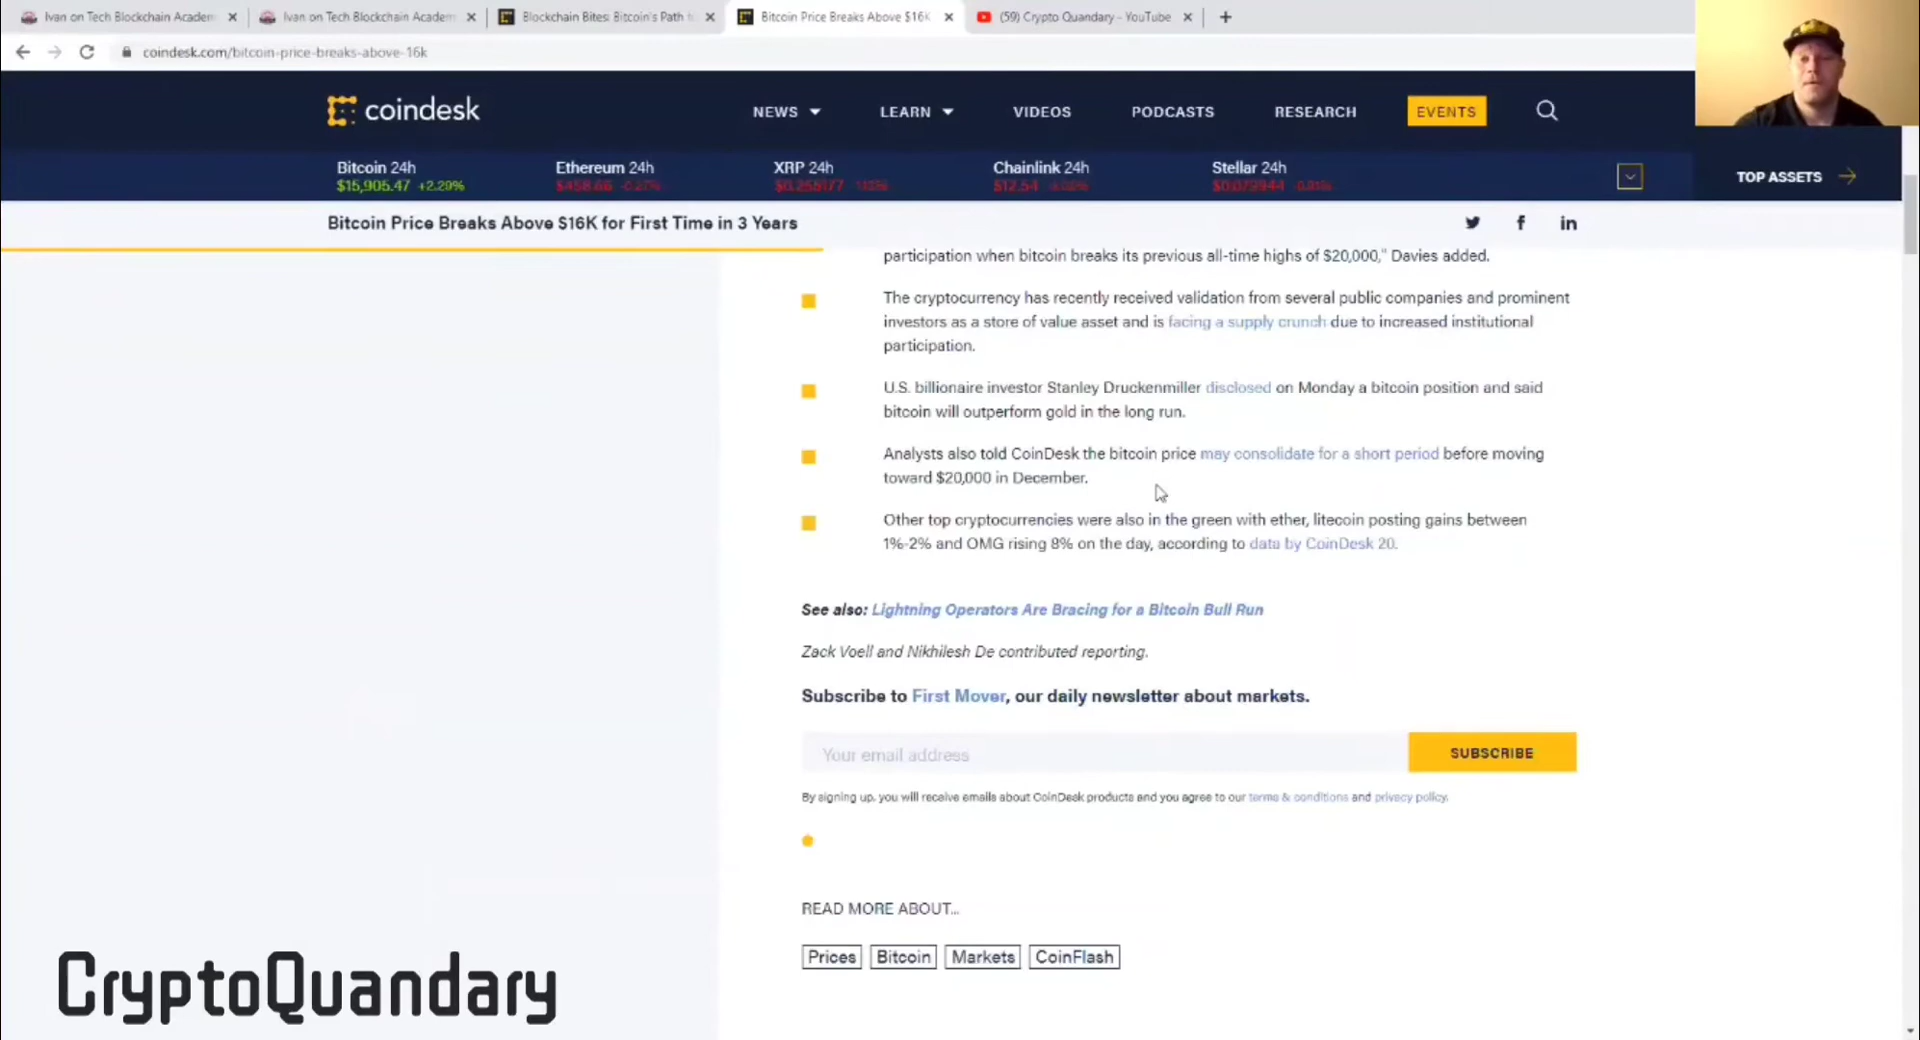 Ivan on Tech Blockchain Academ
Ivan on Tech Blockchain Academ
Blockchain Bites: Bitcoin's Path t
Bitcoin Price Breaks Above $16K
(59) Crypto Quandary - YouTube
coindesk.com/bitcoin-price-breaks-above-16k
coindesk
NEWS
LEARN
VIDEOS
PODCASTS
RESEARCH
EVENTS
Bitcoin 24h
$15,905.47 +2.29%
Ethereum 24h
$458.66 -0.27%
XRP 24h
$0.255177
Chainlink 24h
$12.54
Stellar 24h
$0.079944
TOP ASSETS
Bitcoin Price Breaks Above $16K for First Time in 3 Years
participation when bitcoin breaks its previous all-time highs of $20,000," Davies added.
The cryptocurrency has recently received validation from several public companies and prominent
investors as a store of value asset and is facing a supply crunch due to increased institutional
participation.
U.S. billionaire investor Stanley Druckenmiller disclosed on Monday a bitcoin position and said
bitcoin will outperform gold in the long run.
Analysts also told CoinDesk the bitcoin price may consolidate for a short period before moving
toward $20,000 in December.
Other top cryptocurrencies were also in the green with ether, litecoin posting gains between
1%-2% and OMG rising 8% on the day, according to data by CoinDesk 20.
See also: Lightning Operators Are Bracing for a Bitcoin Bull Run
Zack Voell and Nikhilesh De contributed reporting.
Subscribe to First Mover, our daily newsletter about markets.
Your email address
SUBSCRIBE
By signing up, you will receive emails about CoinDesk products and you agree to our terms & conditions and privacy policy.
READ MORE ABOUT...
Prices
Bitcoin
Markets
CoinFlash
CryptoQuandary